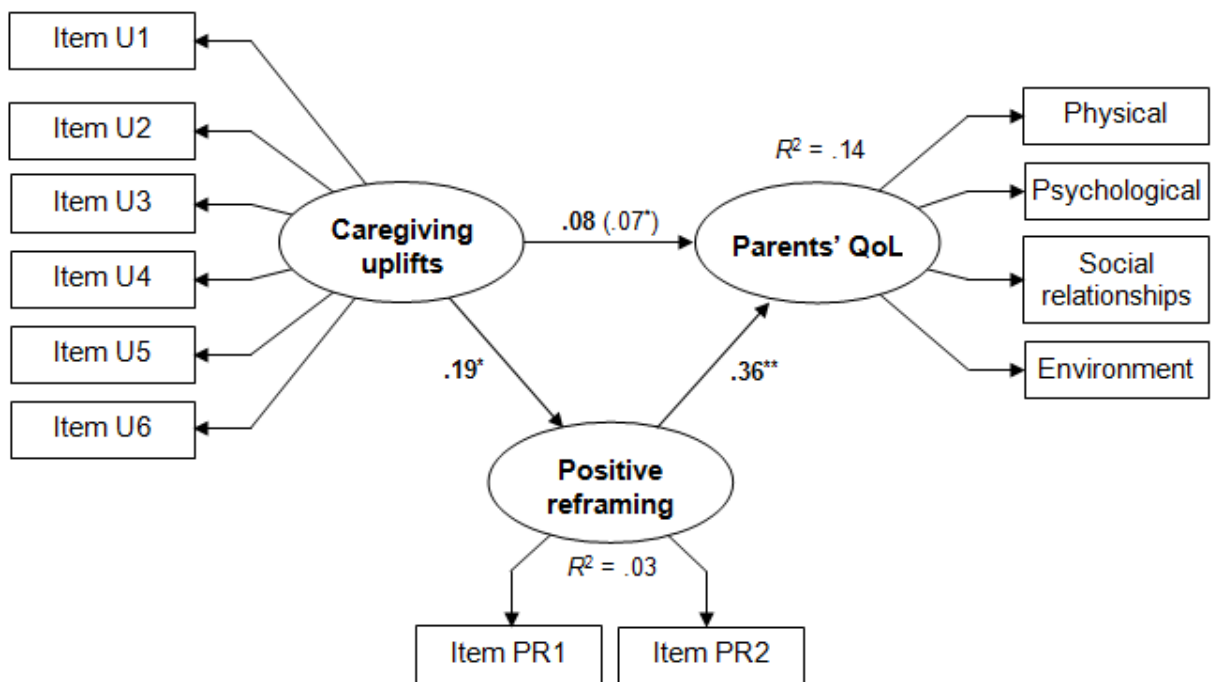 Item U1
Item U2
Item U3
Item U4
Item U5
Item U6
Caregiving
uplifts
.08 (.07*)
.19*
.36**
Positive
reframing
R² = .03
Item PR1
Item PR2
R² = .14
Parents’ QoL
Physical
Psychological
Social
relationships
Environment